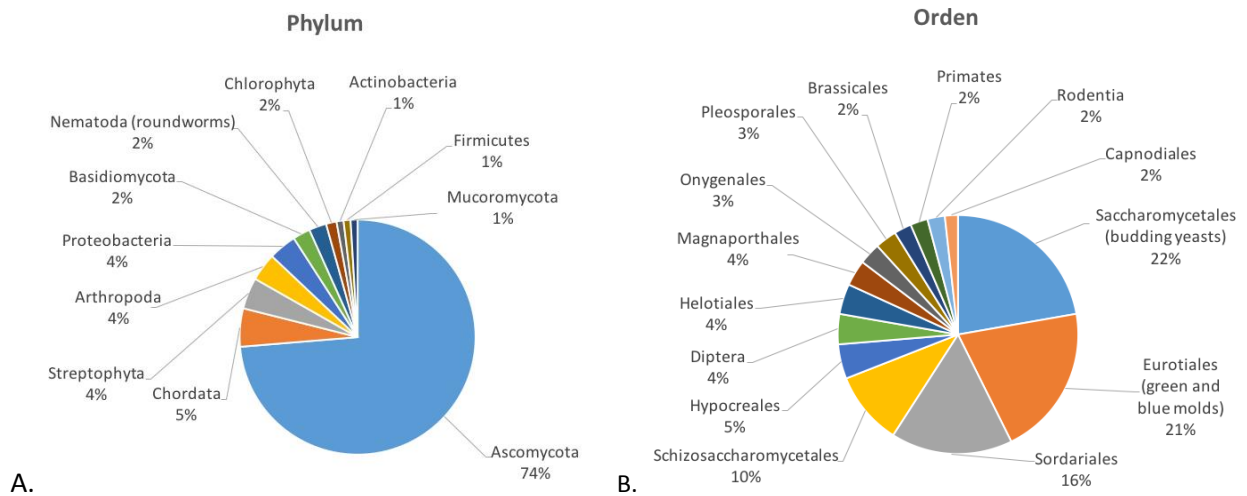 Phylum
Chlorophyta
2%
Actinobacteria
1%
Nematoda (roundworms)
2%
Firmicutes
1%
Basidiomycota
2%
Mucoromycota
1%
Proteobacteria
4%
Arthropoda
4%
Streptophyta
4%
Chordata
5%
Ascomycota
74%
A.
Orden
Primates
2%
Brassicales
2%
Rodentia
2%
Pleosporales
3%
Capnodiales
2%
Onygenales
3%
Saccharomycetales
(budding yeasts)
22%
Magnaporthales
4%
Helotiales
4%
Diptera
4%
Eurotiales
(green and
blue molds)
21%
Hypocreales
5%
Schizosaccharomycetales
10%
Sordariales
16%
B.